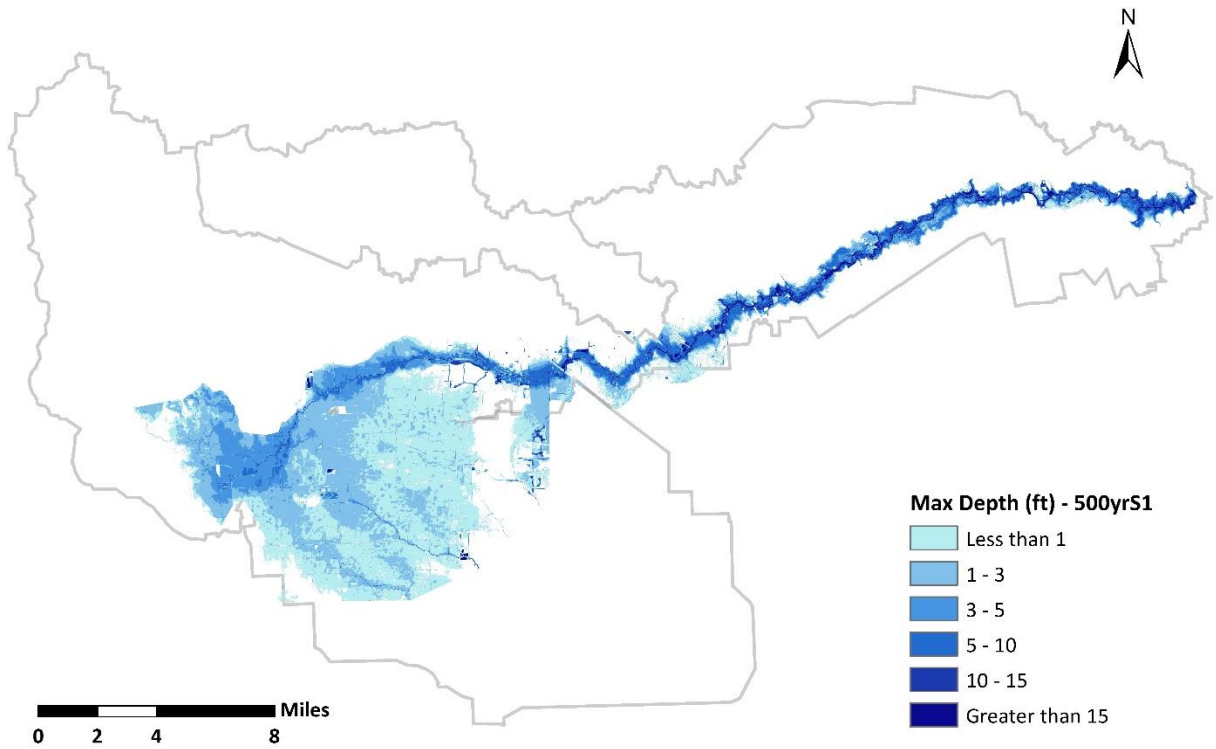 N
Max Depth (ft) - 500yrS1
Less than 1
1 - 3
3 - 5
5 - 10
10 - 15
Greater than 15
Miles
0 2 4 8